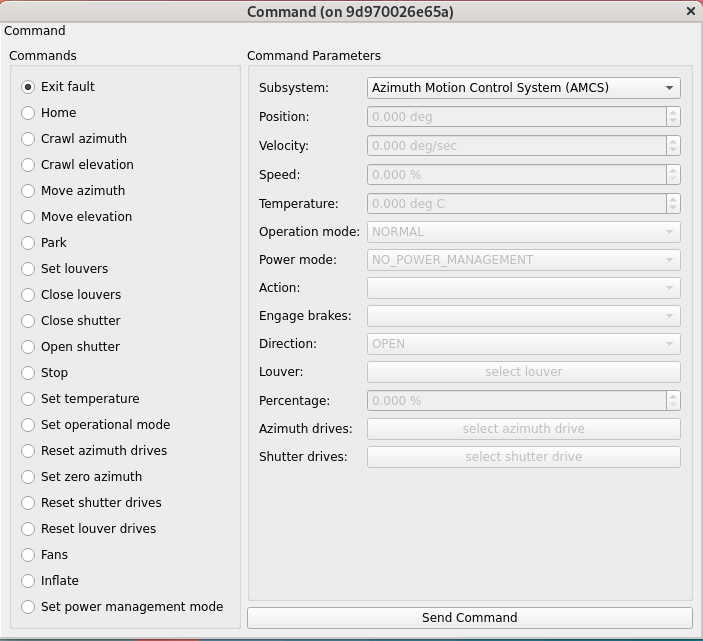 Command (on 9d970026e65a)
Command
Commands
Exit fault
Home
Crawl azimuth
Crawl elevation
Move azimuth
Move elevation
Park
Set louvers
Close louvers
Close shutter
Open shutter
Stop
Set temperature
Set operational mode
Reset azimuth drives
Set zero azimuth
Reset shutter drives
Reset louver drives
Fans
Inflate
Set power management mode
Command Parameters
Subsystem: Azimuth Motion Control System (AMCS)
Position: 0.000 deg
Velocity: 0.000 deg/sec
Speed: 0.000 %
Temperature: 0.000 deg C
Operation mode: NORMAL
Power mode: NO_POWER_MANAGEMENT
Action:
Engage brakes:
Direction: OPEN
Louver: select louver
Percentage: 0.000 %
Azimuth drives: select azimuth drive
Shutter drives: select shutter drive
Send Command